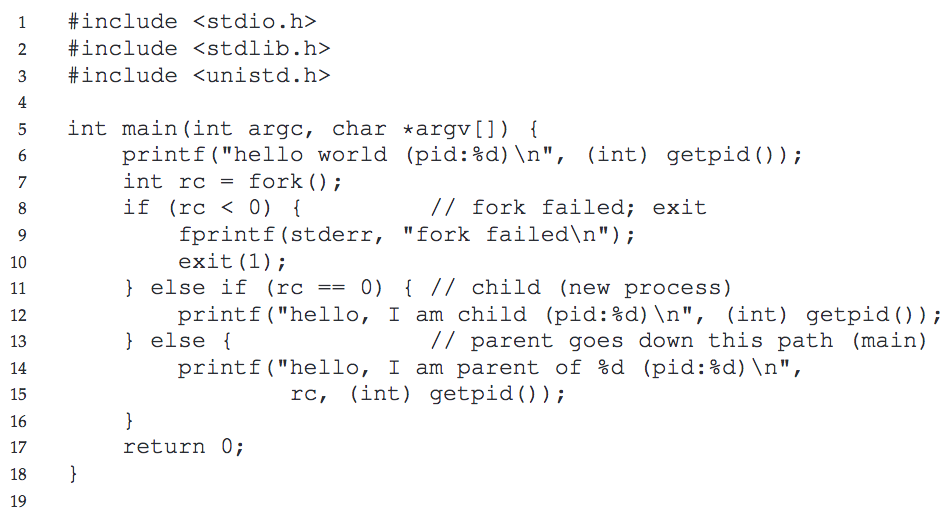 1 #include <stdio.h>
2 #include <stdlib.h>
3 #include <unistd.h>
4
5 int main(int argc, char *argv[]) {
6 printf("hello world (pid:%d)\n", (int) getpid());
7 int rc = fork();
8 if (rc < 0) { // fork failed; exit
9 fprintf(stderr, "fork failed\n");
10 exit(1);
11 } else if (rc == 0) { // child (new process)
12 printf("hello, I am child (pid:%d)\n", (int) getpid());
13 } else { // parent goes down this path (main)
14 printf("hello, I am parent of %d (pid:%d)\n",
15 rc, (int) getpid());
16 }
17 return 0;
18 }
19